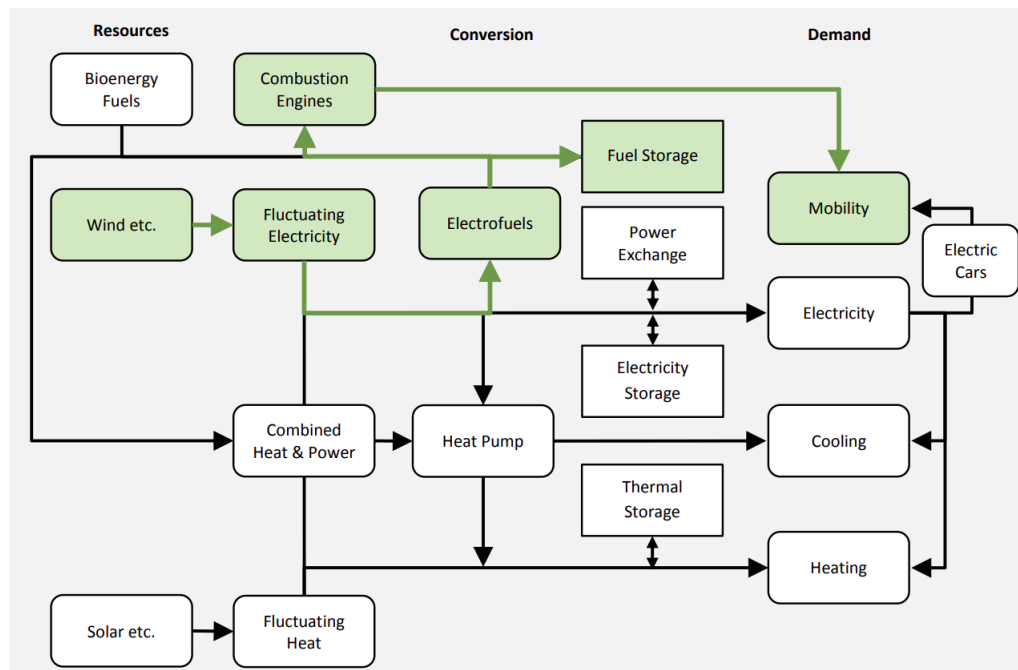 Resources
Conversion
Demand
Bioenergy
Fuels
Combustion
Engines
Fuel Storage
Wind etc.
Fluctuating
Electricity
Electrofuels
Mobility
Power
Exchange
Electric
Cars
Electricity
Electricity
Storage
Combined
Heat & Power
Heat Pump
Cooling
Thermal
Storage
Heating
Solar etc.
Fluctuating
Heat